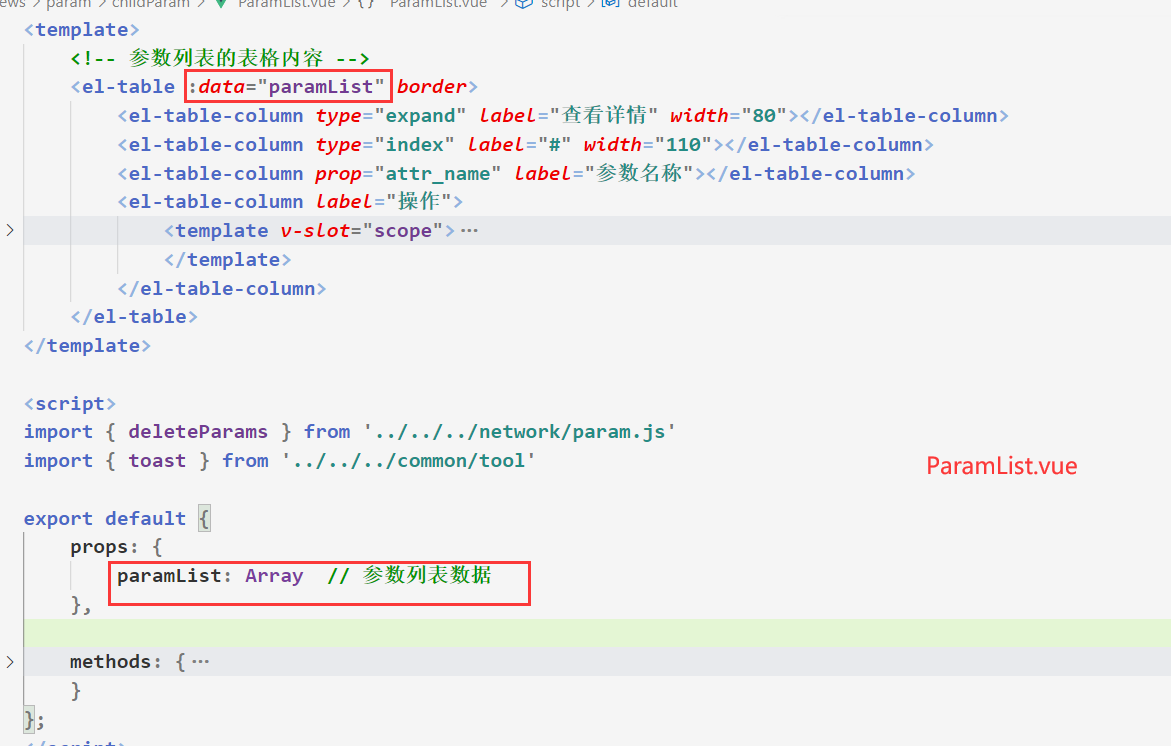 ews > param > childParam > ParamList.vue > {} ParamList.vue > script > default
<template>
<!-- 参数列表的表格内容 -->
<el-table :data="paramList" border>
<el-table-column type="expand" label="查看详情" width="80"></el-table-column>
<el-table-column type="index" label="#" width="110"></el-table-column>
<el-table-column prop="attr_name" label="参数名称"></el-table-column>
<el-table-column label="操作">
<template v-slot="scope"> ···
</template>
</el-table-column>
</el-table>
</template>
<script>
import { deleteParams } from '../../../network/param.js'
import { toast } from '../../../common/tool'
ParamList.vue
export default {
props: {
paramList: Array // 参数列表数据
},
methods: { ···
}
};
</script>